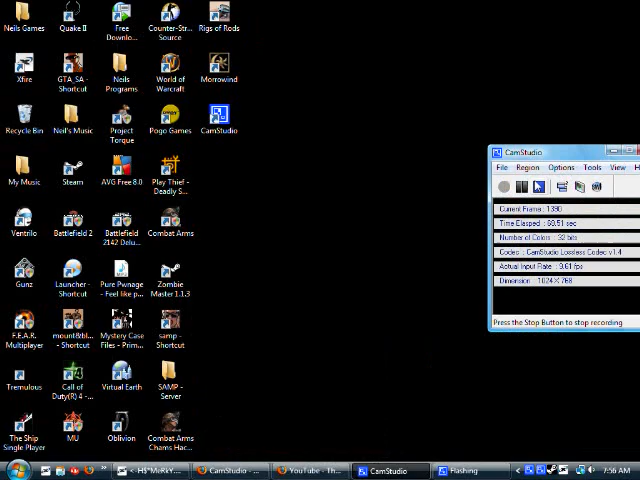 Neils Games
Quake II
Free
Downlo...
Counter-Str...
Source
Rigs of Rods
Xfire
GTA_SA -
Shortcut
Neils
Programs
World of
Warcraft
Morrowind
Recycle Bin
Neil's Music
Project
Torque
Pogo Games
CamStudio
My Music
Steam
AVG Free 8.0
Play Thief -
Deadly S...
Ventrilo
Battlefield 2
Battlefield
2142 Delu...
Combat Arms
Gunz
Launcher -
Shortcut
Pure Pwnage
- Feel like p...
Zombie
Master 1.1.3
F.E.A.R.
Multiplayer
mount&bl...
- Shortcut
Mystery Case
Files - Prim...
samp -
Shortcut
Tremulous
Call of
Duty(R) 4 -...
Virtual Earth
SAMP -
Server
The Ship
Single Player
MU
Oblivion
Combat Arms
Chams Hac...
CamStudio
File Region Options Tools View H
Current Frame : 1390
Time Elapsed : 69.51 sec
Number of Colors : 32 bits
Codec : CamStudio Lossless Codec v1.4
Actual Input Rate : 9.61 fps
Dimension : 1024 X 768
Press the Stop Button to stop recording
CamStudio - ...
YouTube - Th...
CamStudio
Flashing
7:56 AM